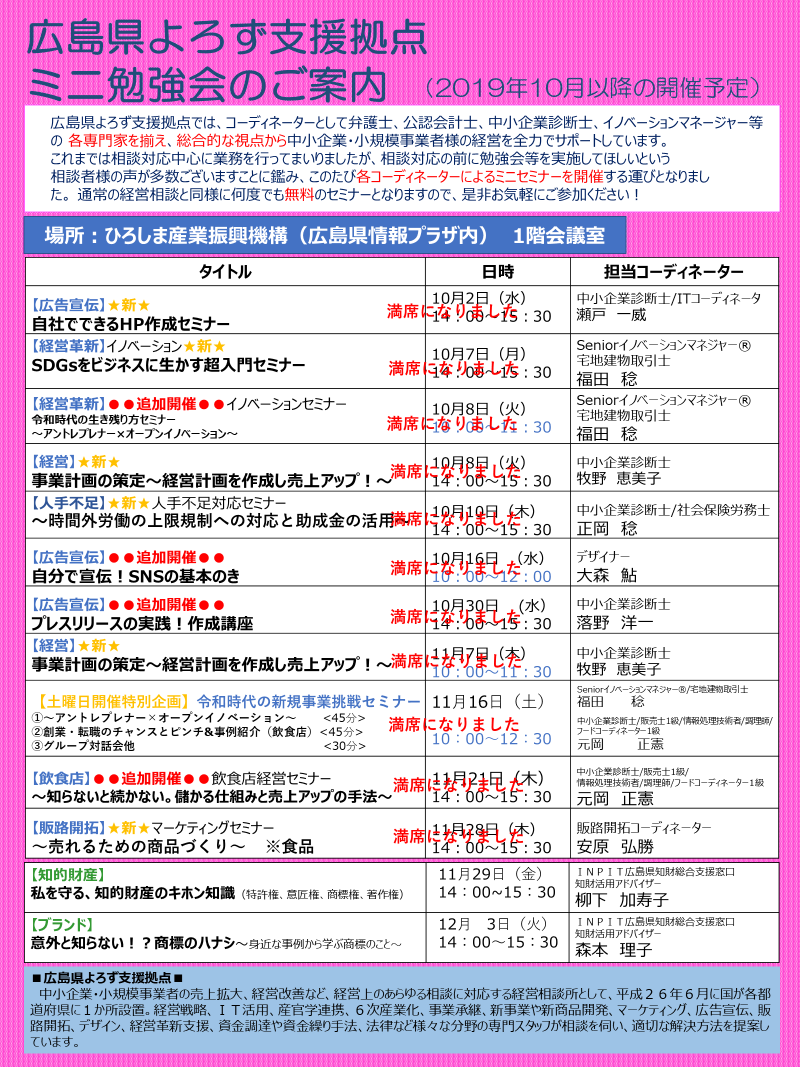 広島県よろず支援拠点
ミニ勉強会のご案内 （2019年10月以降の開催予定）
広島県よろず支援拠点では、コーディネーターとして弁護士、公認会計士、中小企業診断士、イノベーションマネージャー等
の 各専門家を揃え、総合的な視点から中小企業・小規模事業者様の経営を全力でサポートしています。
これまでは相談対応中心に業務を行ってまいりましたが、相談対応の前に勉強会等を実施してほしいという
相談者様の声が多数ございますことに鑑み、このたび各コーディネーターによるミニセミナーを開催する運びとなりまし
た。通常の経営相談と同様に何度でも無料のセミナーとなりますので、是非お気軽にご参加ください！
場所：ひろしま産業振興機構（広島県情報プラザ内） 1階会議室
タイトル 日時 担当コーディネーター
【広告宣伝】★新★
自社でできるHP作成セミナー
10月2日（水）
14：00～15：30
満席になりました
中小企業診断士/ITコーディネータ
瀬戸 一威
【経営革新】イノベーション★新★
SDGsをビジネスに生かす超入門セミナー
10月7日（月）
14：00～15：30
満席になりました
Seniorイノベーションマネジャー®
宅地建物取引士
福田 稔
【経営革新】●●追加開催●●イノベーションセミナー
令和時代の生き残り方セミナー
～アントレプレナー×オープンイノベーション～
10月8日（火）
10：00～11：30
満席になりました
Seniorイノベーションマネジャー®
宅地建物取引士
福田 稔
【経営】★新★
事業計画の策定～経営計画を作成し売上アップ！～
10月8日（火）
14：00～15：30
満席になりました
中小企業診断士
牧野 恵美子
【人手不足】★新★人手不足対応セミナー
～時間外労働の上限規制への対応と助成金の活用～
10月10日（木）
14：00～15：30
満席になりました
中小企業診断士/社会保険労務士
正岡 稔
【広告宣伝】●●追加開催●●
自分で宣伝！SNSの基本のき
10月16日 （水）
10：00～12：00
満席になりました
デザイナー
大森 鮎
【広告宣伝】●●追加開催●●
プレスリリースの実践！作成講座
10月30日 （水）
14：00～15：30
満席になりました
中小企業診断士
落野 洋一
【経営】★新★
事業計画の策定～経営計画を作成し売上アップ！～
11月7日（木）
10：00～11：30
満席になりました
中小企業診断士
牧野 恵美子
【土曜日開催特別企画】令和時代の新規事業挑戦セミナー
①～アントレプレナー×オープンイノベーション～ <45分>
②創業・転職のチャンスとピンチ&事例紹介（飲食店） <45分>
③グループ対話会他 <30分>
11月16日（土）
10：00～12：30
満席になりました
Seniorイノベーションマネジャー®/宅地建物取引士
福田 稔
中小企業診断士/販売士1級/情報処理技術者/調理師/
フードコーディネーター1級
元岡 正憲
【飲食店】●●追加開催●●飲食店経営セミナー
～知らないと続かない。儲かる仕組みと売上アップの手法～
11月21日（木）
14：00～15：30
満席になりました
中小企業診断士/販売士1級/
情報処理技術者/調理師/フードコーディネーター1級
元岡 正憲
【販路開拓】★新★マーケティングセミナー
～売れるための商品づくり～ ※食品
11月28日（木）
14：00～15：30
満席になりました
販路開拓コーディネーター
安原 弘勝
【知的財産】
私を守る、知的財産のキホン知識（特許権、意匠権、商標権、著作権）
11月29日（金）
14：00~15：30
ＩＮＰＩＴ広島県知財総合支援窓口
知財活用アドバイザー
柳下 加寿子
【ブランド】
意外と知らない！？商標のハナシ～身近な事例から学ぶ商標のこと～
12月 3日（火）
14：00～15：30
ＩＮＰＩＴ広島県知財総合支援窓口
知財活用アドバイザー
森本 理子
■広島県よろず支援拠点■
中小企業・小規模事業者の売上拡大、経営改善など、経営上のあらゆる相談に対応する経営相談所として、平成２６年６月に国が各都
道府県に１か所設置。経営戦略、ＩＴ活用、産官学連携、６次産業化、事業承継、新事業や新商品開発、マーケティング、広告宣伝、販
路開拓、デザイン、経営革新支援、資金調達や資金繰り手法、法律など様々な分野の専門スタッフが相談を伺い、適切な解決方法を提案し
ています。